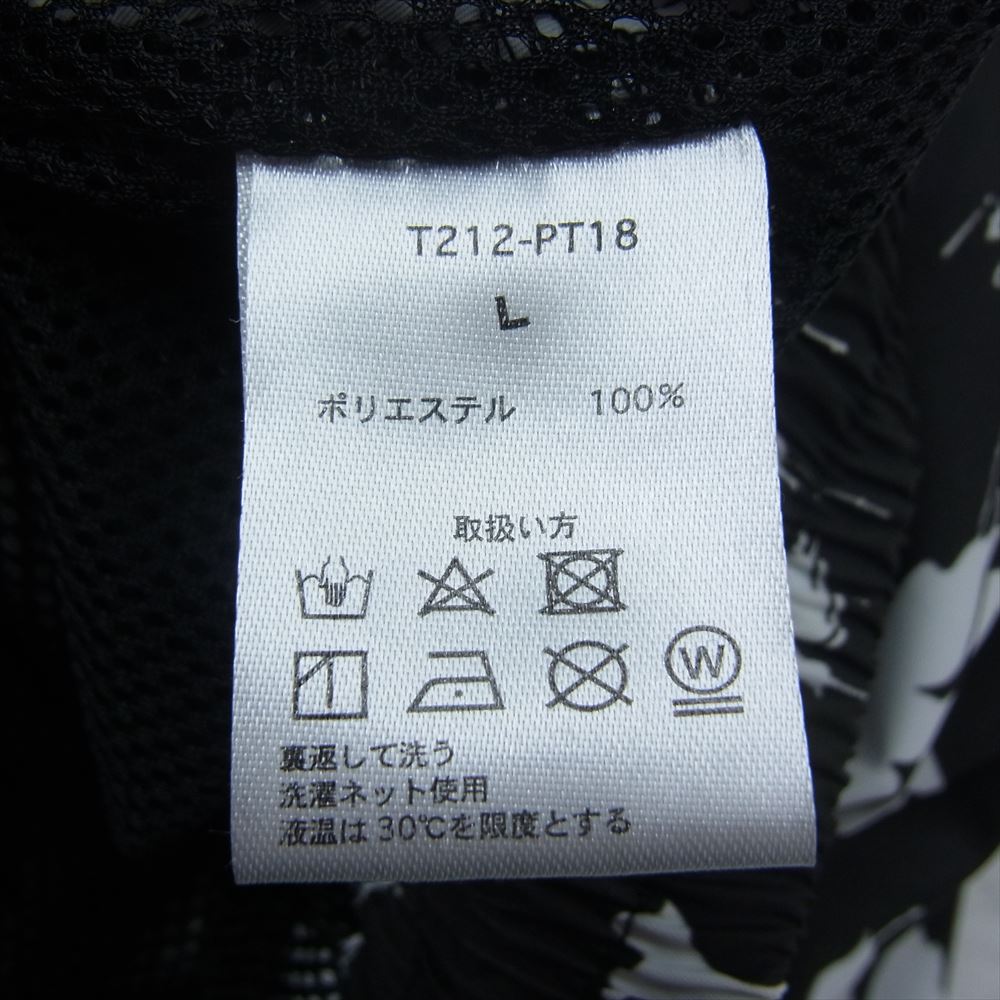 T212-PT18
L
ポリエステル 100%
取扱い方
W
裏返して洗う
洗濯ネット使用
液温は30℃を限度とする